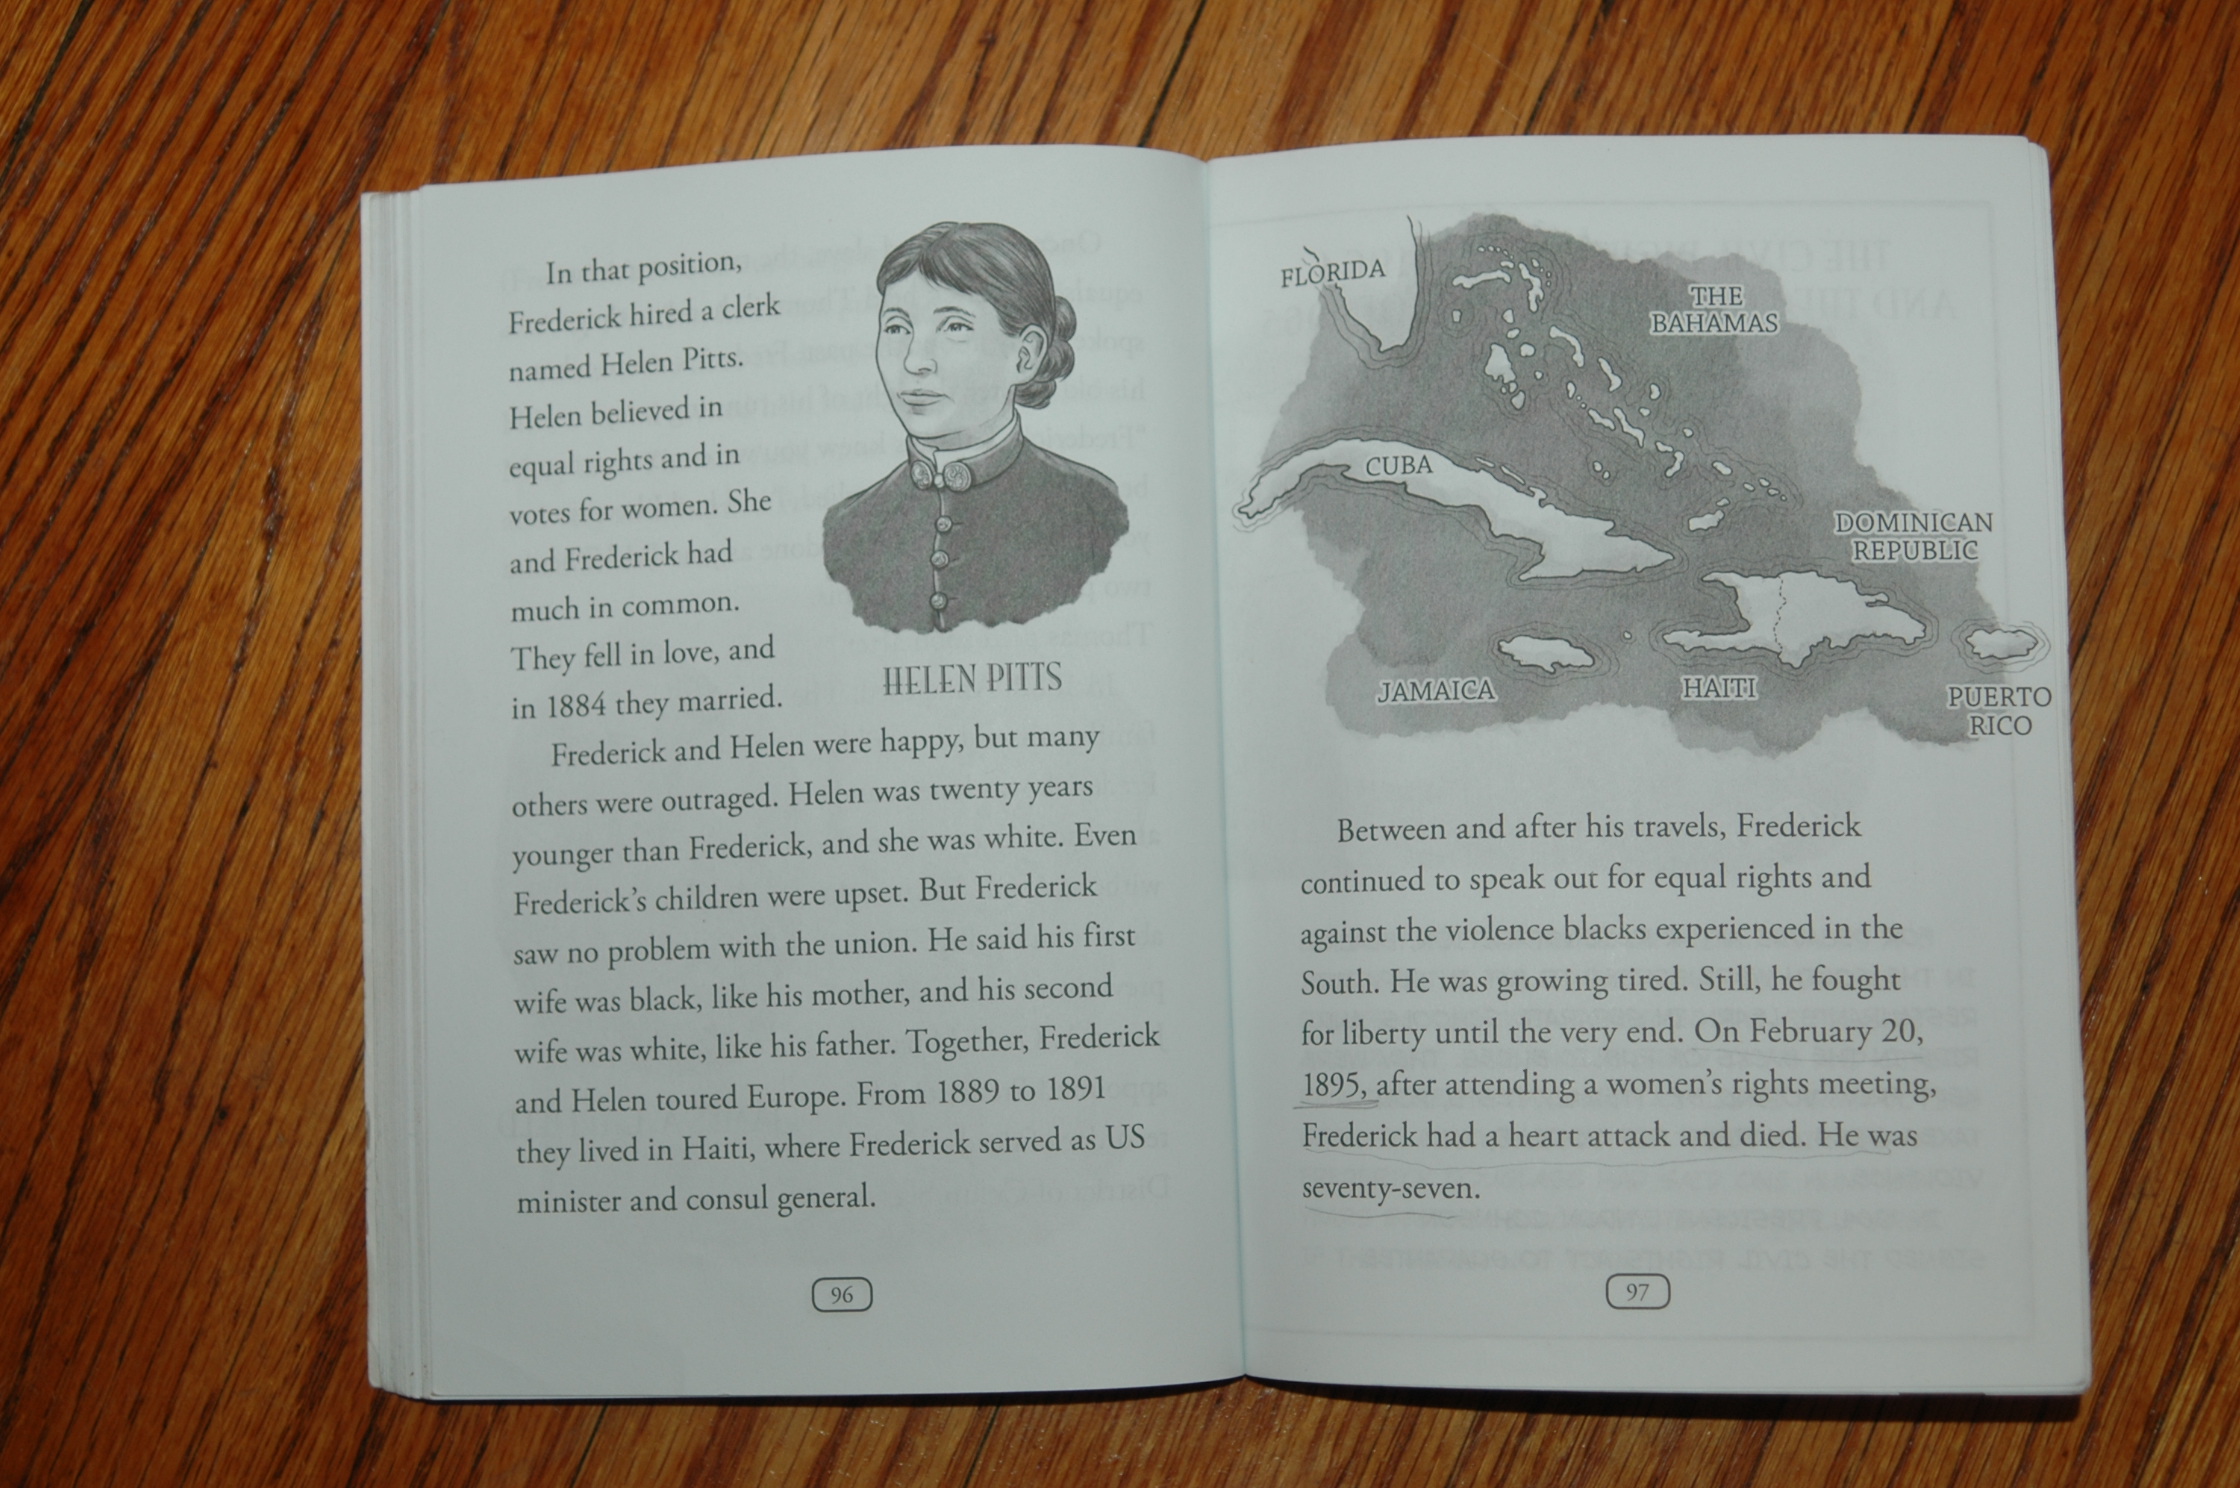 In that position,
Frederick hired a clerk
named Helen Pitts.
Helen believed in
equal rights and in
votes for women. She
and Frederick had
much in common.
They fell in love, and
in 1884 they married.
HELEN PITTS
Frederick and Helen were happy, but many
others were outraged. Helen was twenty years
younger than Frederick, and she was white. Even
Frederick's children were upset. But Frederick
saw no problem with the union. He said his first
wife was black, like his mother, and his second
wife was white, like his father. Together, Frederick
and Helen toured Europe. From 1889 to 1891
they lived in Haiti, where Frederick served as US
minister and consul general.
96
FLORIDA
THE
BAHAMAS
CUBA
DOMINICAN
REPUBLIC
JAMAICA
HAITI
PUERTO
RICO
Between and after his travels, Frederick
continued to speak out for equal rights and
against the violence blacks experienced in the
South. He was growing tired. Still, he fought
for liberty until the very end. On February 20,
1895, after attending a women's rights meeting,
Frederick had a heart attack and died. He was
seventy-seven.
97